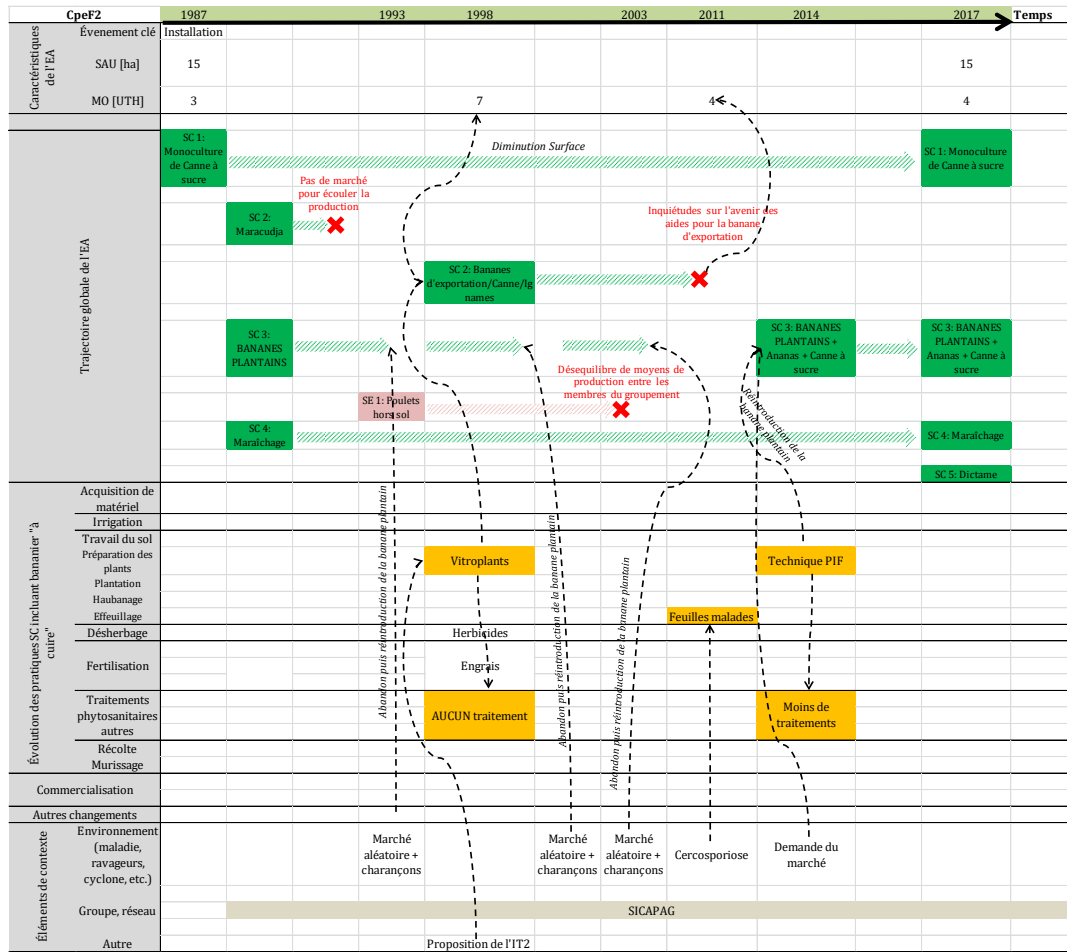 CpeF2 1987 1993 1998 2003 2011 2014 2017 Temps
Caractéristiques
de l'EA
Évenement clé Installation
SAU [ha] 15 15
MO [UTH] 3 7 4 4
Trajectoire globale de l'EA
SC 1:
Monoculture
de Canne à
sucre
Diminution Surface
SC 1: Monoculture
de Canne à sucre
Pas de marché
pour écouler la
production
SC 2:
Maracudja
Inquiétudes sur l'avenir des
aides pour la banane
d'exportation
SC 2: Bananes
d'exportation/Canne/Ig
names
SC 3:
BANANES
PLANTAINS
SC 3: BANANES
PLANTAINS +
Ananas + Canne à
sucre
SC 3: BANANES
PLANTAINS +
Ananas + Canne à
sucre
Désequilibre de moyens de
production entre les
membres du groupement
SE 1: Poulets
hors sol
Réintroduction de la
banane plantain
SC 4:
Maraîchage
SC 4: Maraîchage
SC 5: Dictame
Évolution des pratiques SC incluant bananier "à
cuire"
Acquisition de
matériel
Irrigation
Travail du sol
Préparation des
plants
Vitroplants
Technique PIF
Plantation
Haubanage
Effeuillage
Feuilles malades
Désherbage
Herbicides
Fertilisation
Engrais
Traitements
phytosanitaires
autres
AUCUN traitement
Moins de
traitements
Récolte
Murissage
Abandon puis réintroduction de la banane plantain
Abandon puis réintroduction de la banane plantain
Abandon puis réintroduction de la banane plantain
Commercialisation
Autres changements
Éléments de contexte
Environnement
(maladie,
ravageurs,
cyclone, etc.)
Marché
aléatoire +
charançons
Marché
aléatoire +
charançons
Marché
aléatoire +
charançons
Cercosporiose
Demande du
marché
Groupe, réseau
SICAPAG
Autre
Proposition de l'IT2